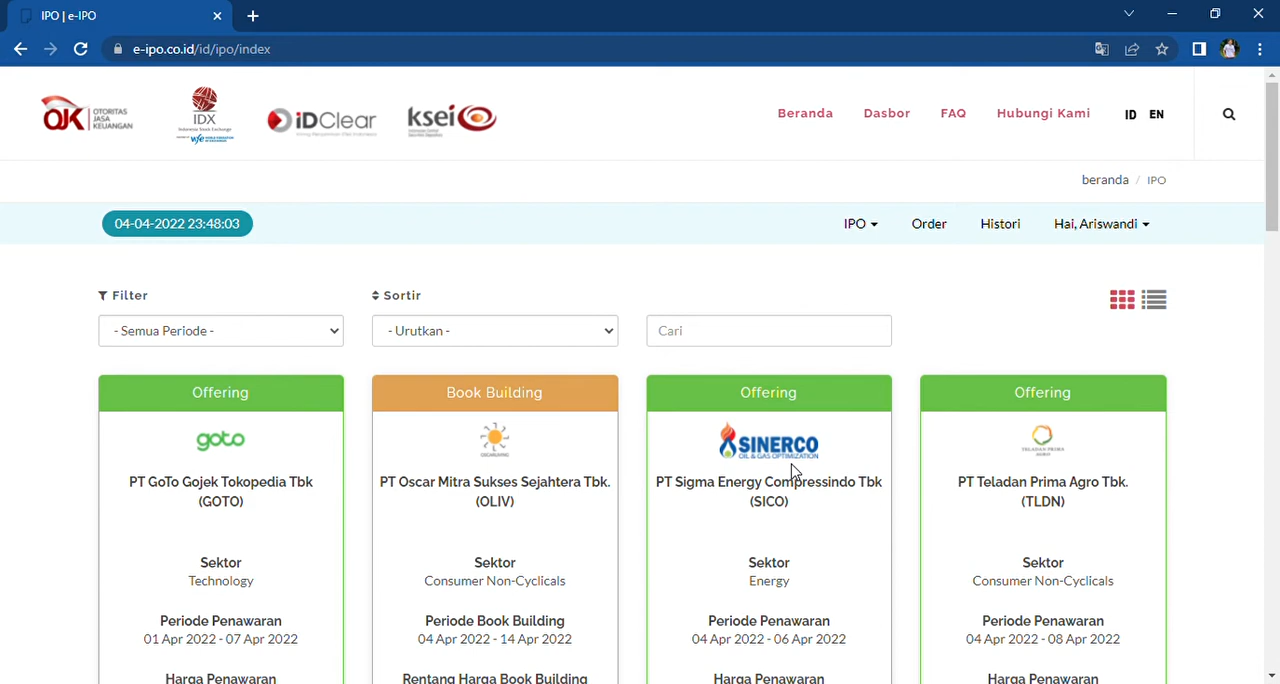 IPO | e-IPO
e-ipo.co.id/id/ipo/index
OJK OTORITAS JASA KEUANGAN
IDX
Indonesia Stock Exchange
iDClear
ksei
Beranda Dasbor FAQ Hubungi Kami ID EN
beranda / IPO
04-04-2022 23:48:03 IPO Order Histori Hai, Ariswandi
Filter Sortir
- Semua Periode - - Urutkan - Cari
Offering Book Building Offering Offering
goto OSCARLIVING SINERCO TELADAN PRIMA
OIL & GAS OPTIMIZATION AGRO
PT GoTo Gojek Tokopedia Tbk PT Oscar Mitra Sukses Sejahtera Tbk. PT Sigma Energy Compressindo Tbk PT Teladan Prima Agro Tbk.
(GOTO) (OLIV) (SICO) (TLDN)
Sektor Sektor Sektor Sektor
Technology Consumer Non-Cyclicals Energy Consumer Non-Cyclicals
Periode Penawaran Periode Book Building Periode Penawaran Periode Penawaran
01 Apr 2022 - 07 Apr 2022 04 Apr 2022 - 14 Apr 2022 04 Apr 2022 - 06 Apr 2022 04 Apr 2022 - 08 Apr 2022
Harga Penawaran Rentang Harga Book Building Harga Penawaran Harga Penawaran